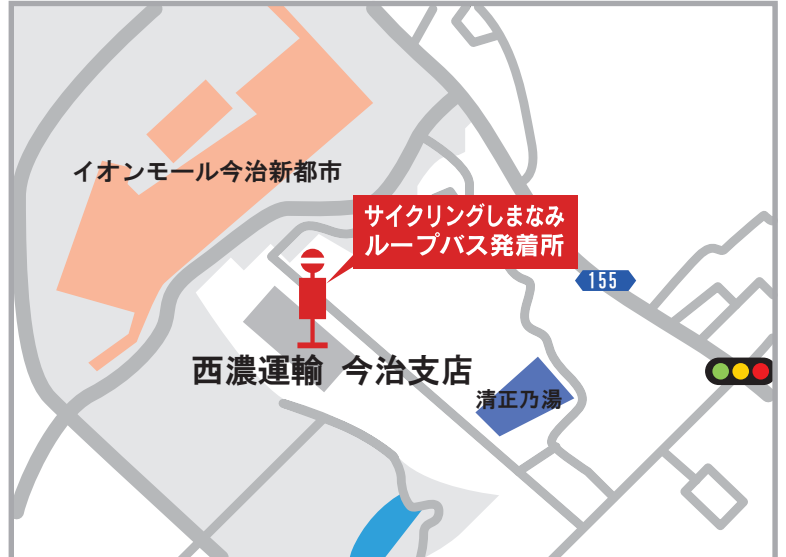 イオンモール今治新都市
サイクリングしまなみ
ループバス発着所
155
西濃運輸 今治支店
清正乃湯